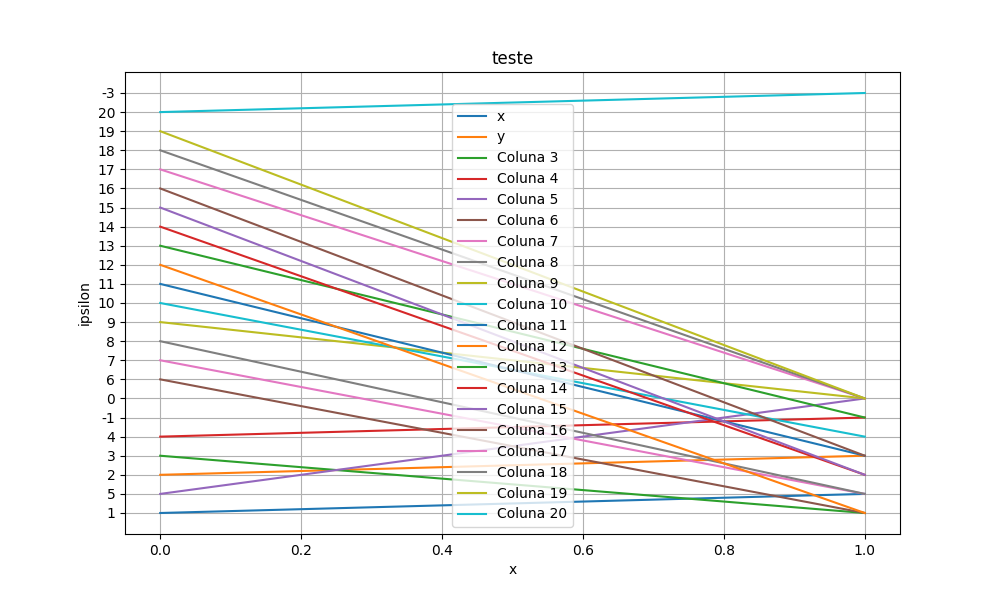 teste
ipsilon
-3
20
19
18
17
16
15
14
13
12
11
10
9
8
7
6
0
-1
4
3
2
5
1
x
y
Coluna 3
Coluna 4
Coluna 5
Coluna 6
Coluna 7
Coluna 8
Coluna 9
Coluna 10
Coluna 11
Coluna 12
Coluna 13
Coluna 14
Coluna 15
Coluna 16
Coluna 17
Coluna 18
Coluna 19
Coluna 20
0.0 0.2 0.4 0.6 0.8 1.0
x